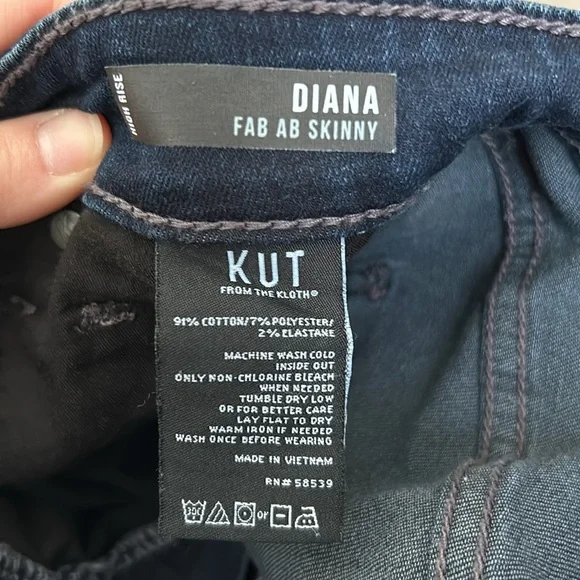 HIGH RISE
DIANA
FAB AB SKINNY
KUT
FROM THE KLOTH®
91% COTTON/7% POLYESTER/
2% ELASTANE
MACHINE WASH COLD
INSIDE OUT
ONLY NON-CHLORINE BLEACH
WHEN NEEDED
TUMBLE DRY LOW
OR FOR BETTER CARE
LAY FLAT TO DRY
WARM IRON IF NEEDED
WASH ONCE BEFORE WEARING
MADE IN VIETNAM
RN# 58539
30C or